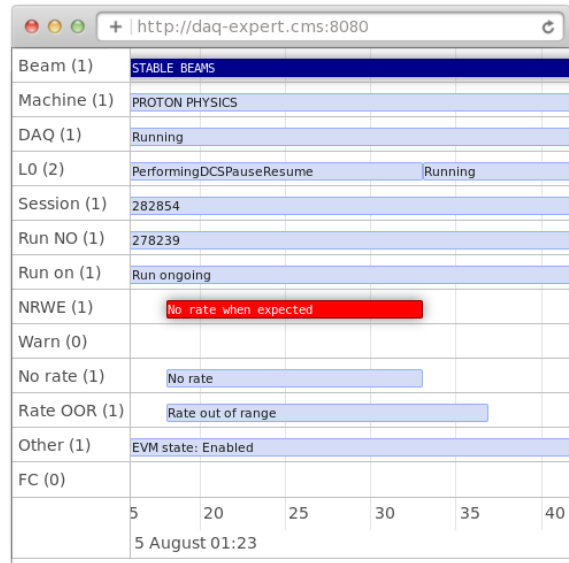 + http://daq-expert.cms:8080
Beam (1) STABLE BEAMS
Machine (1) PROTON PHYSICS
DAQ (1) Running
L0 (2) PerformingDCSPauseResume Running
Session (1) 282854
Run NO (1) 278239
Run on (1) Run ongoing
NRWE (1) No rate when expected
Warn (0)
No rate (1) No rate
Rate OOR (1) Rate out of range
Other (1) EVM state: Enabled
FC (0)
5 20 25 30 35 40
5 August 01:23